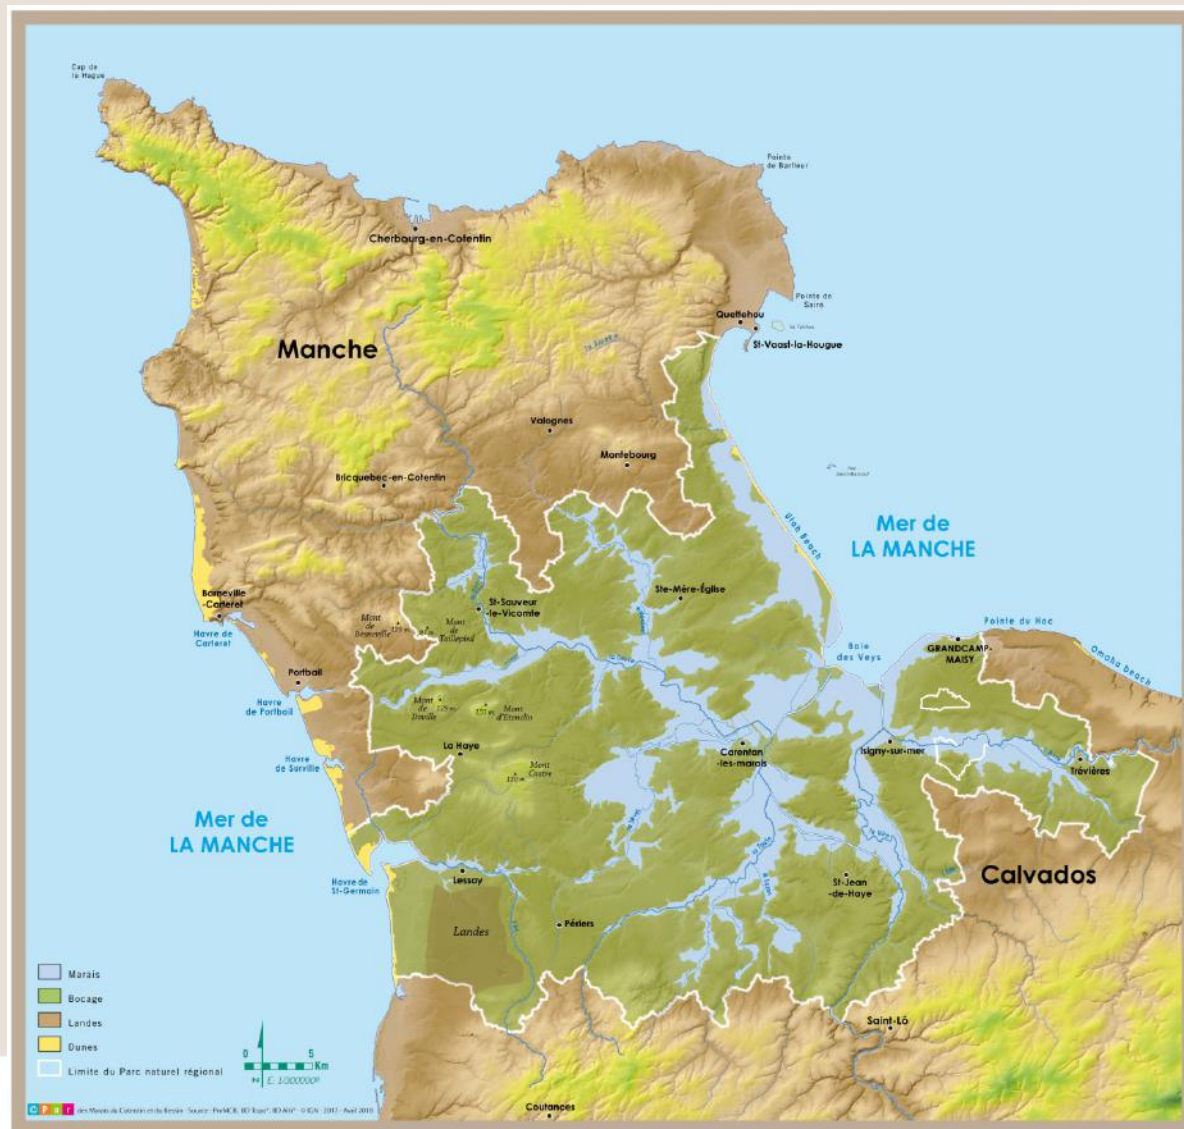 Cap de
la Hague
Pointe
de Barfleur
Cherbourg-en-Cotentin
Pointe de
Saire
Quettehou
St-Vaast-la-Hougue
Manche
Valognes
Montebourg
Bricquebec-en-Cotentin
Utah Beach
Mer de
LA MANCHE
Ste-Mère-Église
Barneville
-Carteret
St-Sauveur
-le-Vicomte
Mont
de
Mont
de
Taillepied
Havre de
Carteret
Pointe du Hoc
GRANDCAMP-
MAISY
Omaha beach
Baie
des Veys
Portbail
Havre
de Portbail
Mont
de
Doville
Mont
d'Etenclin
La Haye
Carentan
-les-marais
Isigny-sur-mer
Trévières
Havre
de Surville
Mont
Castre
Mer de
LA MANCHE
Havre de
St-Germain
Lessay
St-Jean
-de-Haye
Calvados
Landes
Périers
Marais
Bocage
Landes
Dunes
Limite du Parc naturel régional
Saint-Lô
0 5
Km
N
Coutances